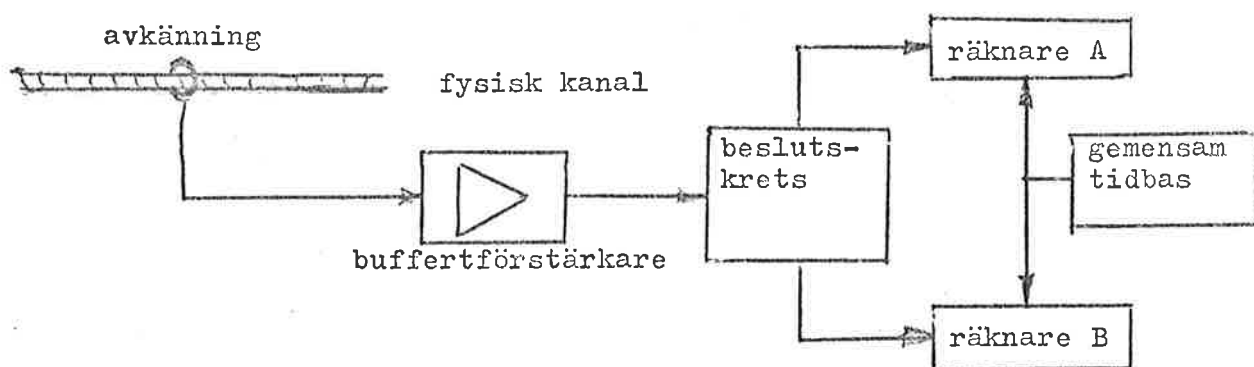 avkänning
fysisk kanal
buffertförstärkare
besluts-
krets
räknare A
gemensam
tidbas
räknare B